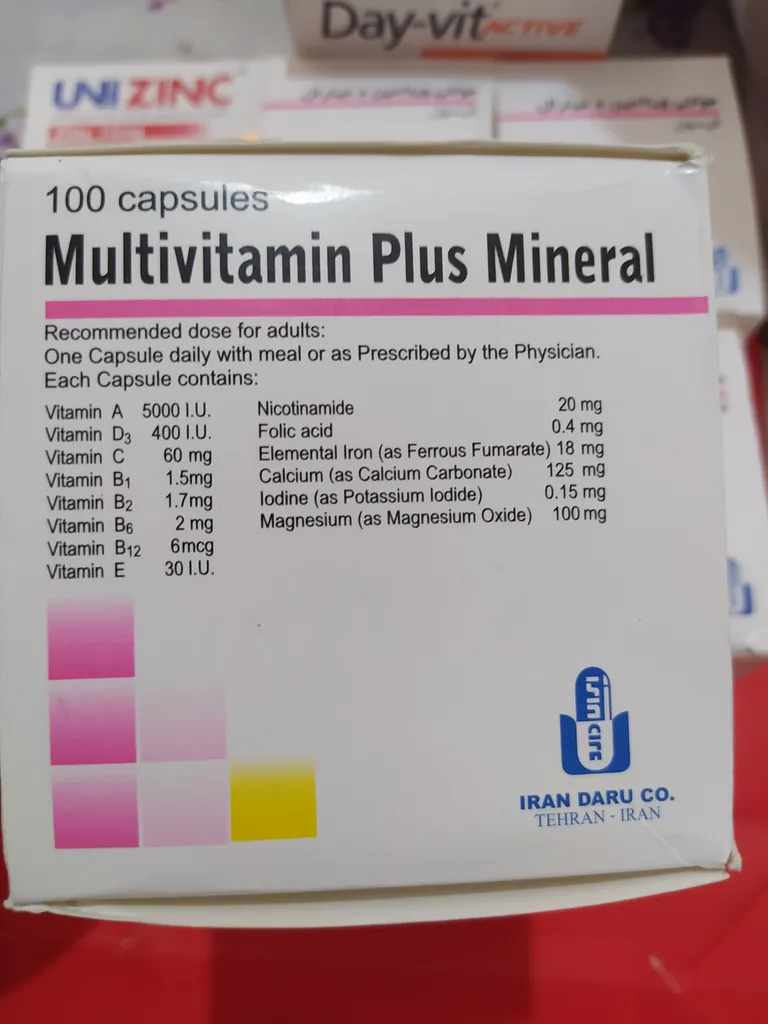 Day-vit ACTIVE
UNI ZINC
100 capsules
Multivitamin Plus Mineral
Recommended dose for adults:
One Capsule daily with meal or as Prescribed by the Physician.
Each Capsule contains:
Vitamin A 5000 I.U.
Vitamin D3 400 I.U.
Vitamin C 60 mg
Vitamin B1 1.5mg
Vitamin B2 1.7mg
Vitamin B6 2 mg
Vitamin B12 6mcg
Vitamin E 30 I.U.
Nicotinamide 20 mg
Folic acid 0.4 mg
Elemental Iron (as Ferrous Fumarate) 18 mg
Calcium (as Calcium Carbonate) 125 mg
Iodine (as Potassium Iodide) 0.15 mg
Magnesium (as Magnesium Oxide) 100 mg
IRAN DARU CO.
TEHRAN - IRAN